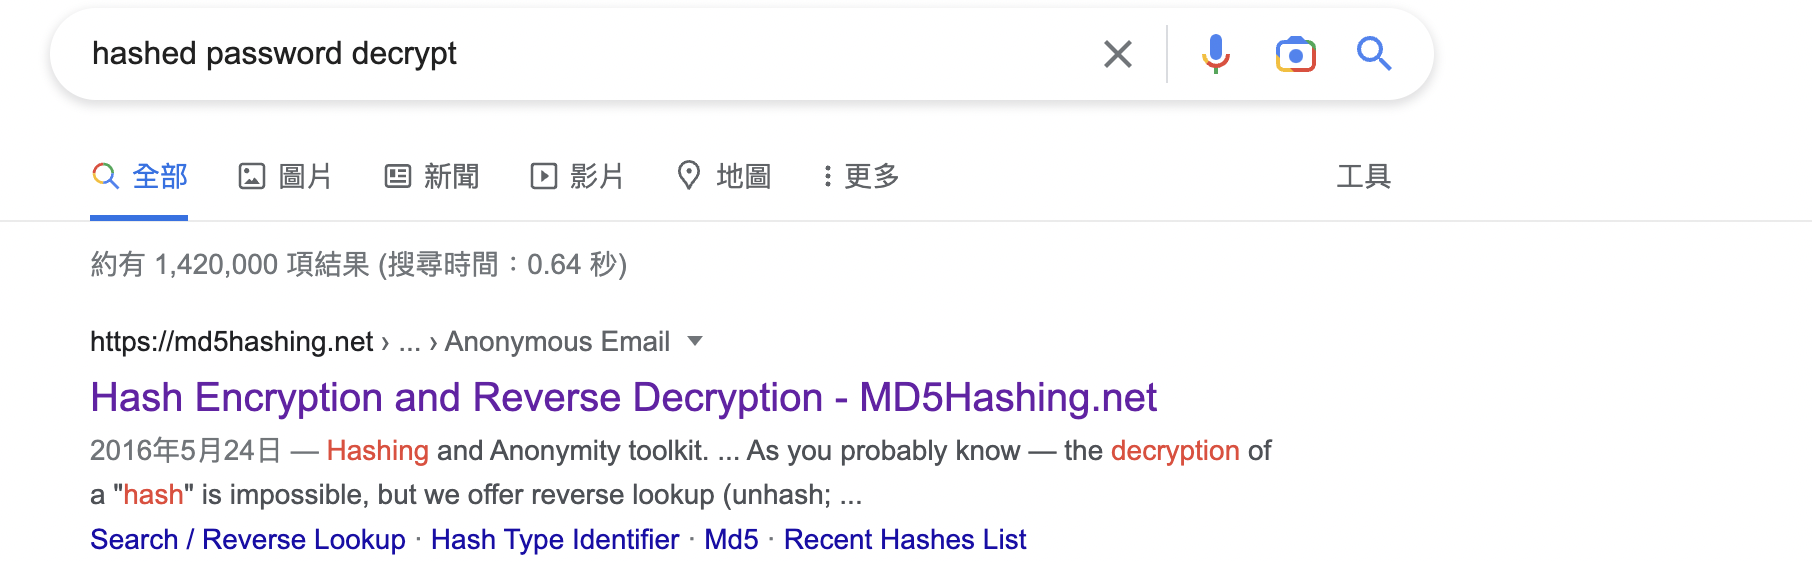 hashed password decrypt
全部 圖片 新聞 影片 地圖 更多 工具
約有 1,420,000 項結果 (搜尋時間：0.64 秒)
https://md5hashing.net › ... › Anonymous Email
Hash Encryption and Reverse Decryption - MD5Hashing.net
2016年5月24日 — Hashing and Anonymity toolkit. ... As you probably know — the decryption of
a "hash" is impossible, but we offer reverse lookup (unhash; ...
Search / Reverse Lookup · Hash Type Identifier · Md5 · Recent Hashes List